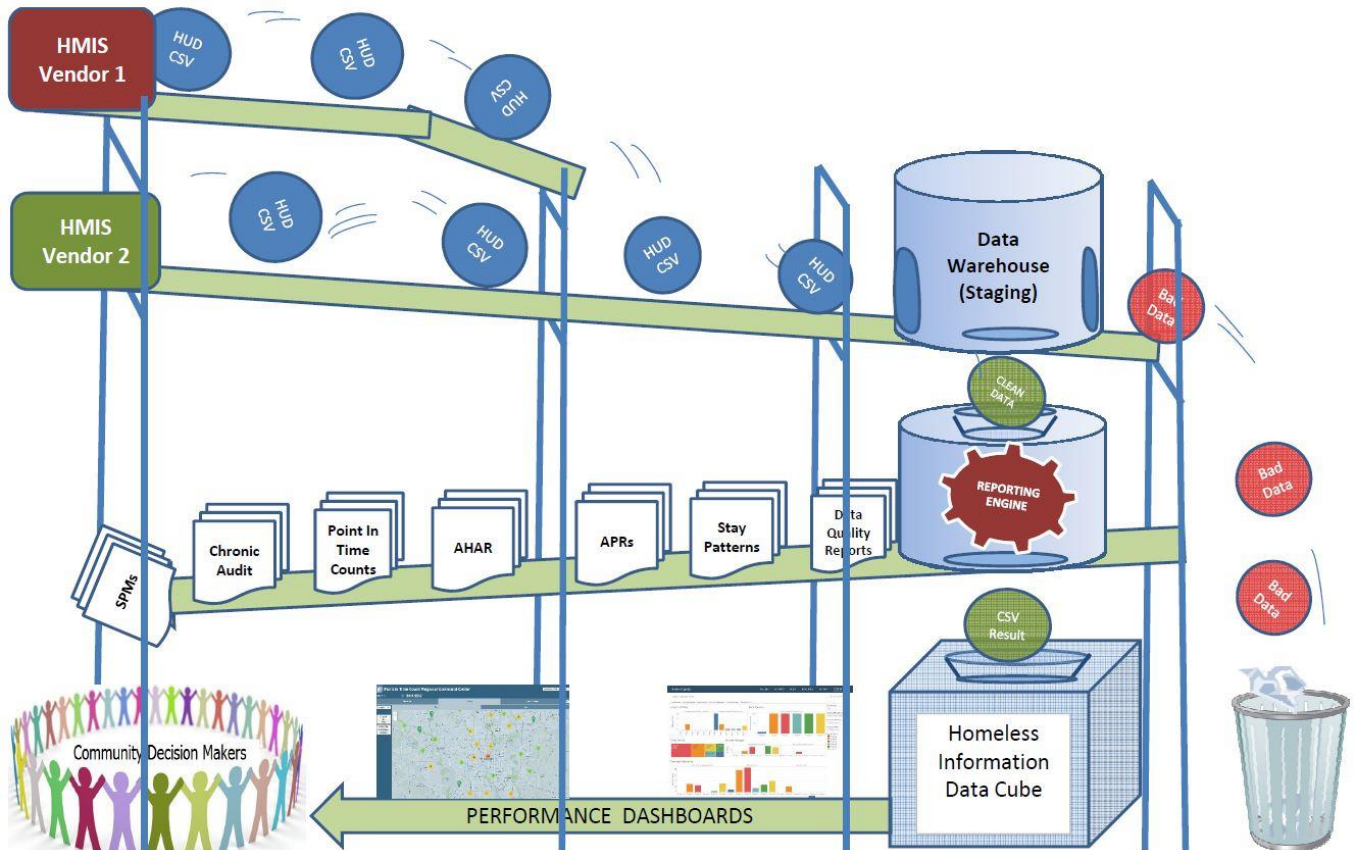 HMIS
Vendor 1
HUD
CSV
HUD
CSV
HUD
CSV
HMIS
Vendor 2
HUD
CSV
HUD
CSV
HUD
CSV
HUD
CSV
Data
Warehouse
(Staging)
Bad
Data
CLEAN
DATA
REPORTING
ENGINE
SPMs
Chronic
Audit
Point In
Time
Counts
AHAR
APRs
Stay
Patterns
Data
Quality
Reports
Bad
Data
Bad
Data
CSV
Result
Community Decision Makers
Homeless
Information
Data Cube
PERFORMANCE DASHBOARDS